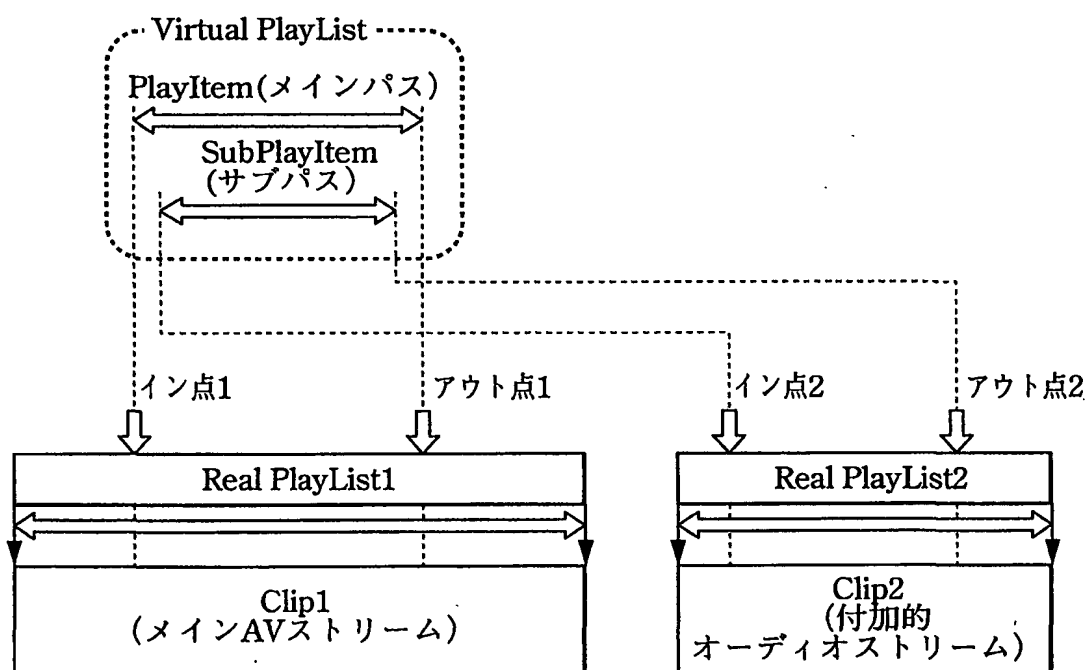 Virtual PlayList
PlayItem(メインパス)
SubPlayItem
(サブパス)
イン点1
アウト点1
イン点2
アウト点2
Real PlayList1
Real PlayList2
Clip1
(メインAVストリーム)
Clip2
(付加的
オーディオストリーム)